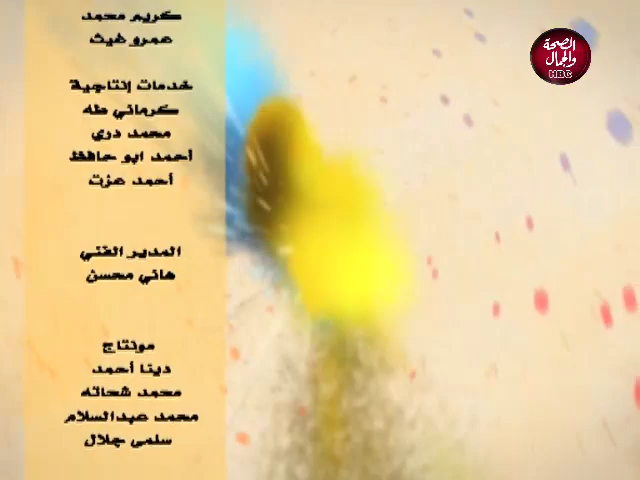 كريم محمد
عمرو غيث
خدمات إنتاجية
كرماني طه
محمد دري
أحمد ابو حافظ
أحمد عزت
المدير الفني
هاني محسن
مونتاج
دينا أحمد
محمد شحاته
محمد عبدالسلام
سلمى جلال
الصحة
والجمال
HBC